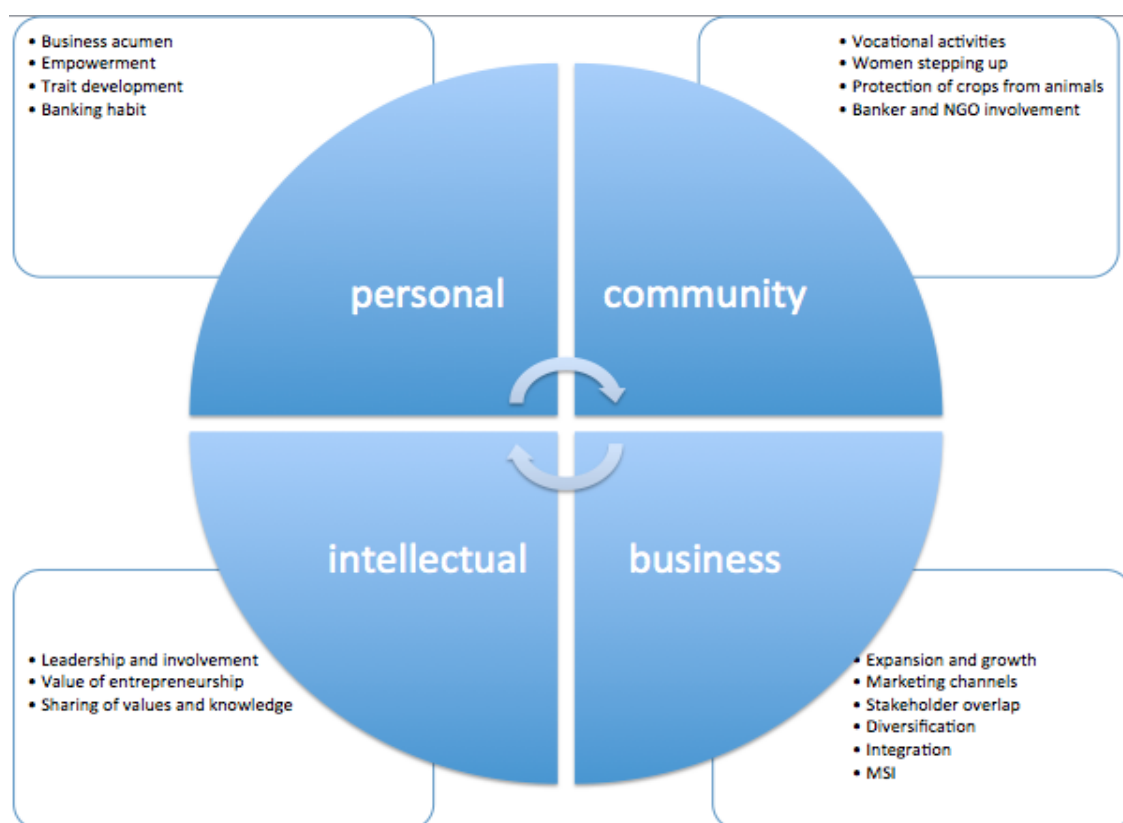 • Business acumen
• Empowerment
• Trait development
• Banking habit
• Vocational activities
• Women stepping up
• Protection of crops from animals
• Banker and NGO involvement
personal
community
intellectual
business
• Leadership and involvement
• Value of entrepreneurship
• Sharing of values and knowledge
• Expansion and growth
• Marketing channels
• Stakeholder overlap
• Diversification
• Integration
• MSI